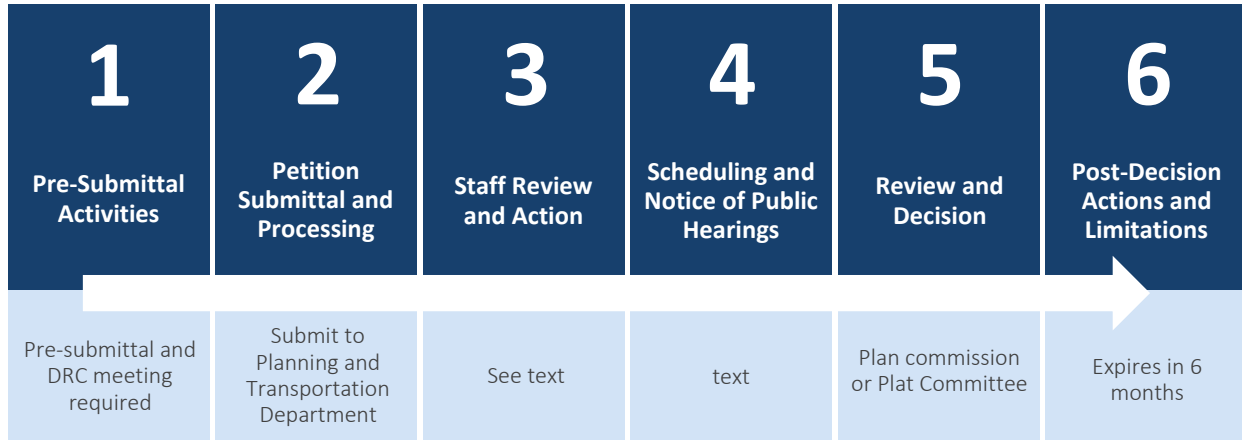 1
Pre-Submittal
Activities
Pre-submittal and
DRC meeting
required
2
Petition
Submittal and
Processing
Submit to
Planning and
Transportation
Department
3
Staff Review
and Action
See text
4
Scheduling and
Notice of Public
Hearings
text
5
Review and
Decision
Plan commission
or Plat Committee
6
Post-Decision
Actions and
Limitations
Expires in 6
months